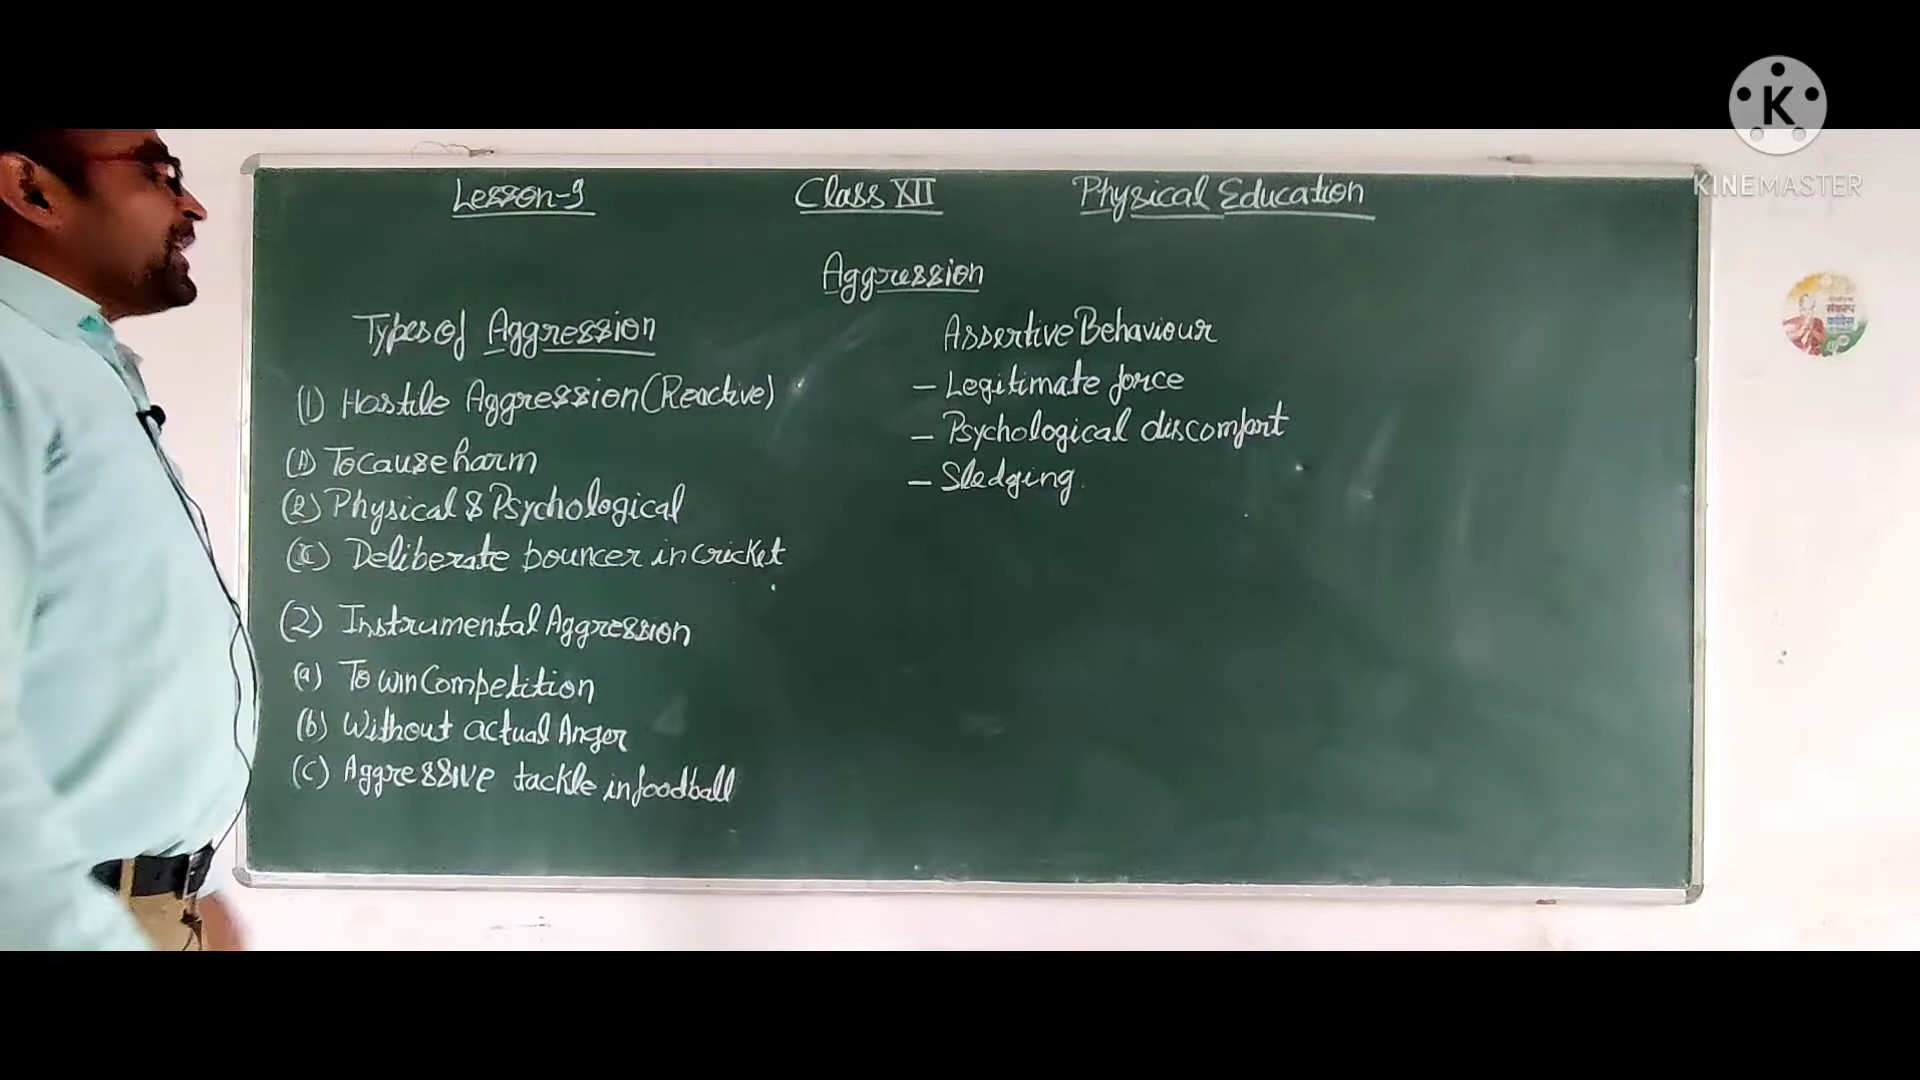 Lesson-9 Class XII Physical Education
Aggression
Types of Aggression
(1) Hostile Aggression (Reactive)
(A) To cause harm
(B) Physical & Psychological
(C) Deliberate bouncer in cricket
(2) Instrumental Aggression
(a) To win Competition
(b) Without actual Anger
(c) Aggressive tackle in foodball
Assertive Behaviour
- Legitimate force
- Psychological discomfort
- Sledging
K
KINEMASTER
संकल्प